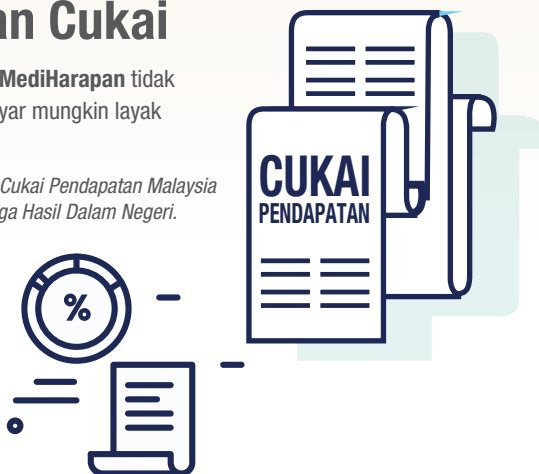 an Cukai
MediHarapan tidak
yar mungkin layak
Cukai Pendapatan Malaysia
ga Hasil Dalam Negeri.
CUKAI
PENDAPATAN
%